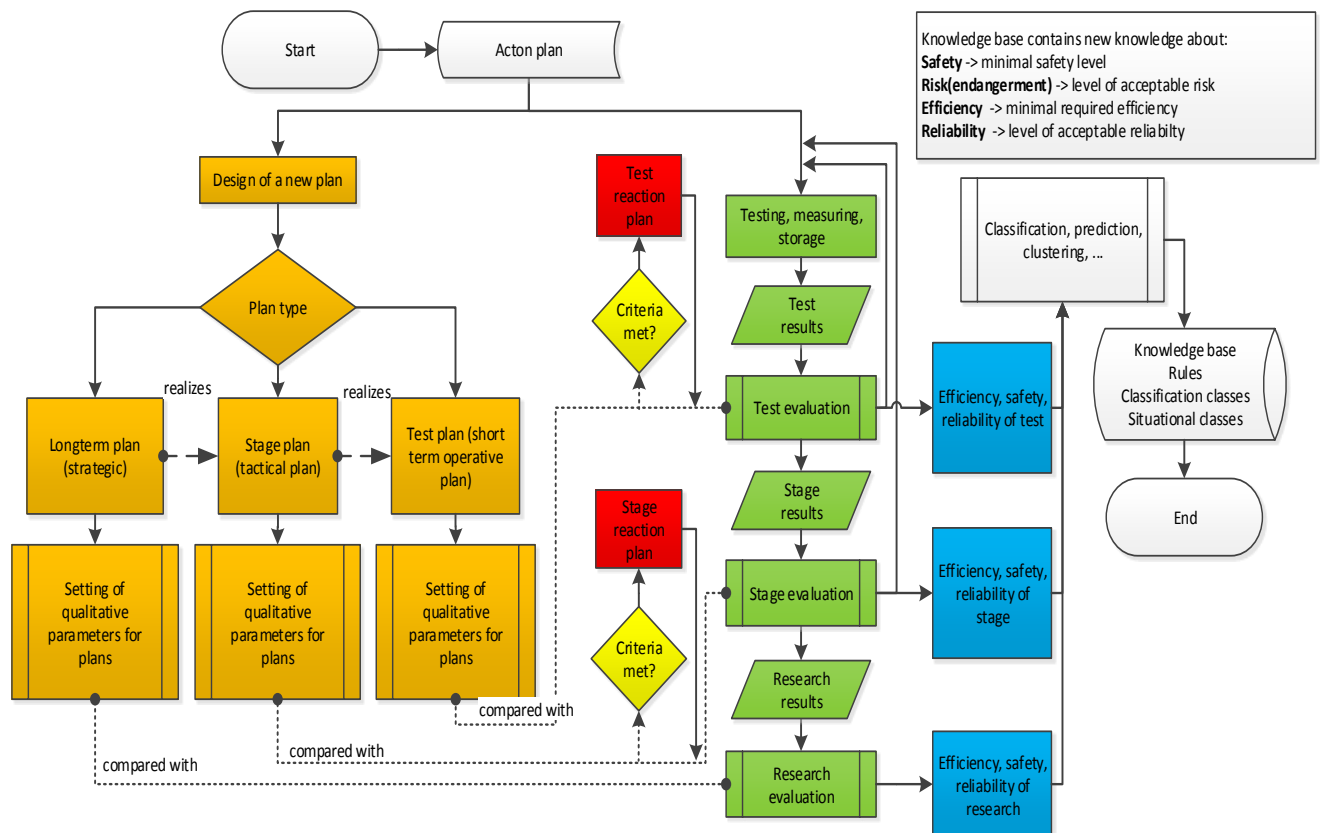 Start
Acton plan
Knowledge base contains new knowledge about:
Safety -> minimal safety level
Risk(endangerment) -> level of acceptable risk
Efficiency -> minimal required efficiency
Reliability -> level of acceptable reliabilty
Design of a new plan
Plan type
realizes
realizes
Longterm plan
(strategic)
Stage plan
(tactical plan)
Test plan (short
term operative
plan)
Setting of
qualitative
parameters for
plans
Setting of
qualitative
parameters for
plans
Setting of
qualitative
parameters for
plans
compared with
compared with
compared with
Test
reaction
plan
Criteria
met?
Stage
reaction
plan
Criteria
met?
Testing, measuring,
storage
Test
results
Test evaluation
Stage
results
Stage evaluation
Research
results
Research
evaluation
Efficiency, safety,
reliability of test
Efficiency, safety,
reliability of
stage
Efficiency, safety,
reliability of
research
Classification, prediction,
clustering, ...
Knowledge base
Rules
Classification classes
Situational classes
End